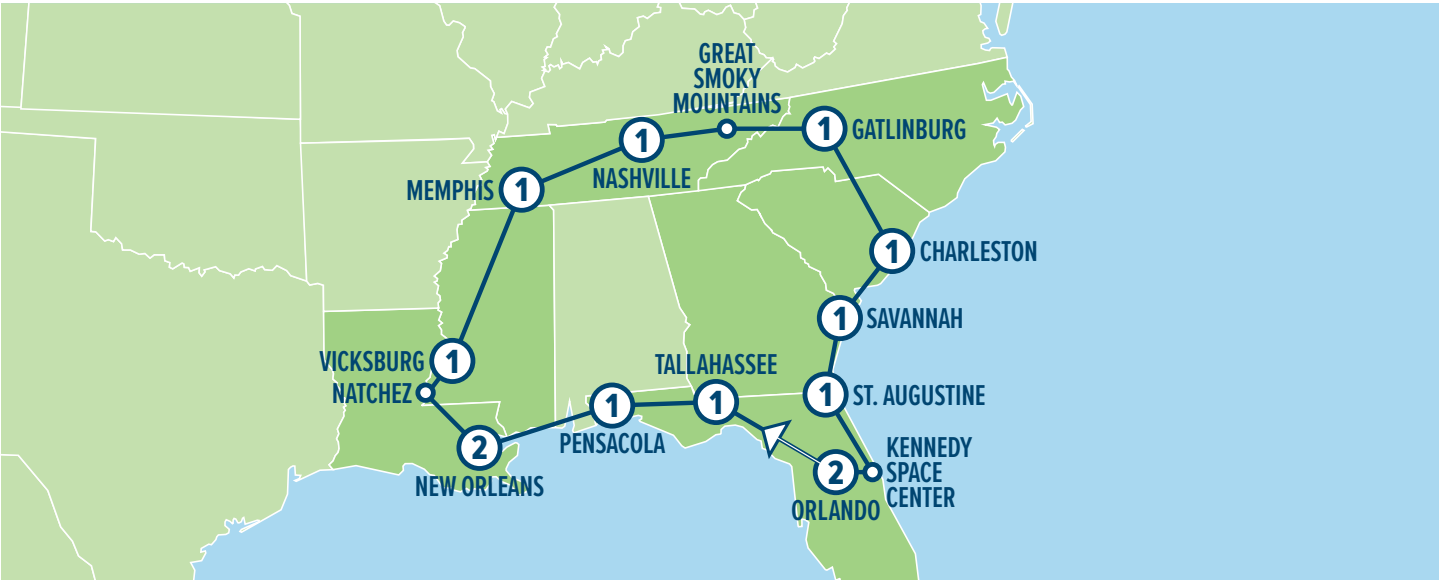 GREAT
SMOKY
MOUNTAINS
1
GATLINBURG
1
NASHVILLE
MEMPHIS
1
1
CHARLESTON
1
SAVANNAH
VICKSBURG
1
NATCHEZ
TALLAHASSEE
1
1
PENSACOLA
1
ST. AUGUSTINE
2
NEW ORLEANS
2
ORLANDO
KENNEDY
SPACE
CENTER